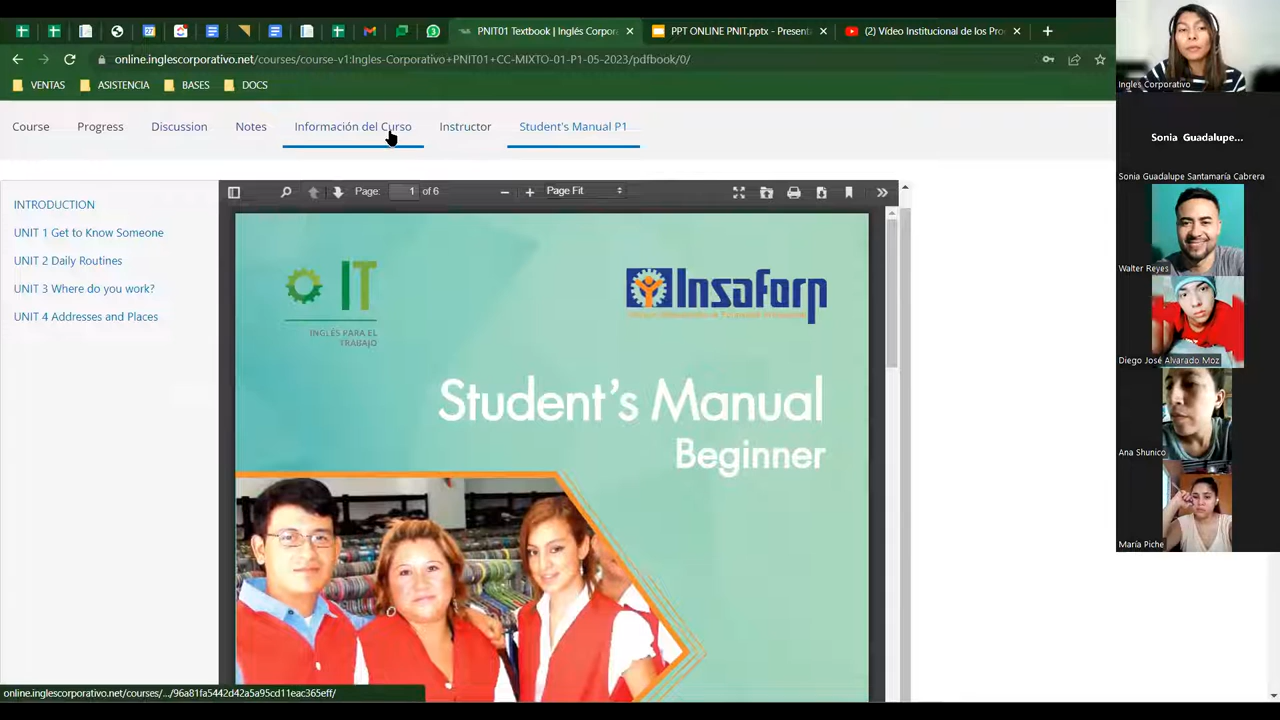 PNIT01 Textbook | Inglés Corpor
PPT ONLINE PNIT.pptx - Present
(2) Vídeo Institucional de los Pro
online.inglescorporativo.net/courses/course-v1:Ingles-Corporativo+PNIT01+CC-MIXTO-01-P1-05-2023/pdfbook/0/
VENTAS
ASISTENCIA
BASES
DOCS
Course
Progress
Discussion
Notes
Información del Curso
Instructor
Student's Manual P1
Page:
1
of 6
Page Fit
INTRODUCTION
UNIT 1 Get to Know Someone
UNIT 2 Daily Routines
UNIT 3 Where do you work?
UNIT 4 Addresses and Places
IT
INGLÉS PARA EL
TRABAJO
Insaforp
Student's Manual
Beginner
online.inglescorporativo.net/courses/.../96a81fa5442d42a5a95cd11eac365eff/
Ingles Corporativo
Sonia Guadalupe...
Sonia Guadalupe Santamaría Cabrera
Walter Reyes
Diego José Alvarado Moz
Ana Shunico
María Piche